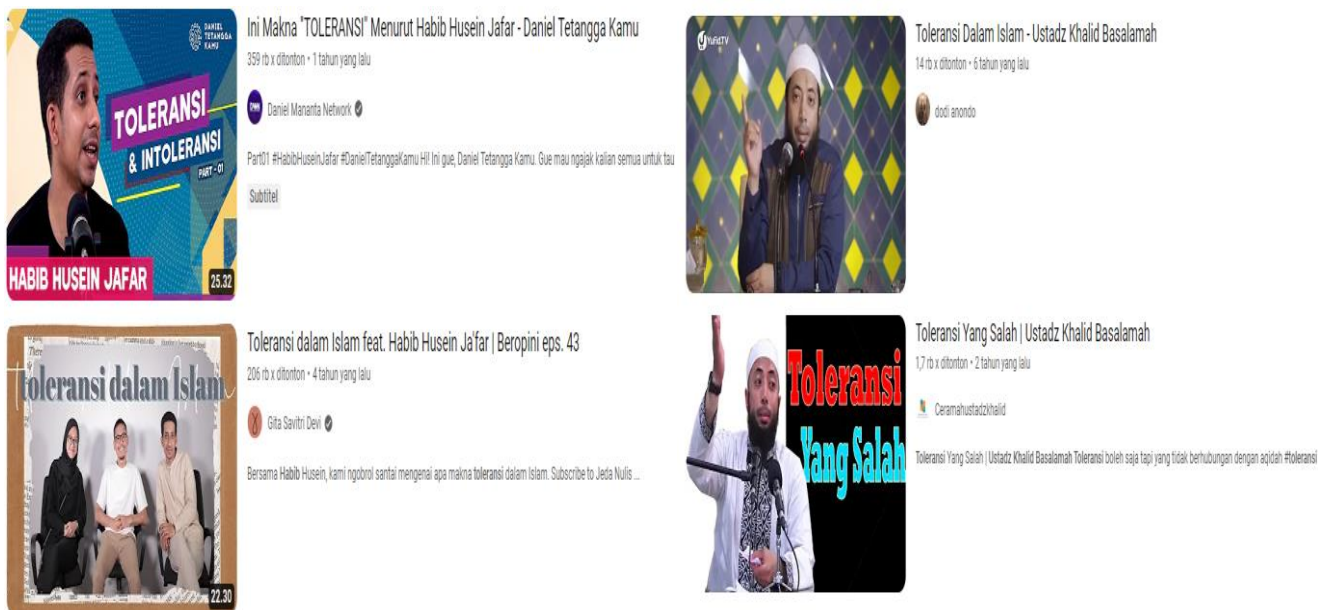 DANIEL
TETANGGA
KAMU
TOLERANSI
& INTOLERANSI
PART - 01
HABIB HUSEIN JAFAR
25.32
Ini Makna "TOLERANSI" Menurut Habib Husein Jafar - Daniel Tetangga Kamu
359 rb x ditonton • 1 tahun yang lalu
Daniel Mananta Network
Part01 #HabibHuseinJafar #DanielTetanggaKamu Hi! Ini gue, Daniel Tetangga Kamu. Gue mau ngajak kalian semua untuk tau
Subtitel
toleransi dalam Islam
22.30
Toleransi dalam Islam feat. Habib Husein Ja'far | Beropini eps. 43
206 rb x ditonton • 4 tahun yang lalu
Gita Savitri Devi
Bersama Habib Husein, kami ngobrol santai mengenai apa makna toleransi dalam Islam. Subscribe to Jeda Nulis ...
Yufid.TV
Toleransi Dalam Islam - Ustadz Khalid Basalamah
14 rb x ditonton • 6 tahun yang lalu
dodi anondo
Toleransi
Yang Salah
Toleransi Yang Salah | Ustadz Khalid Basalamah
1,7 rb x ditonton • 2 tahun yang lalu
Ceramahustadzkhalid
Toleransi Yang Salah | Ustadz Khalid Basalamah Toleransi boleh saja tapi yang tidak berhubungan dengan aqidah #toleransi